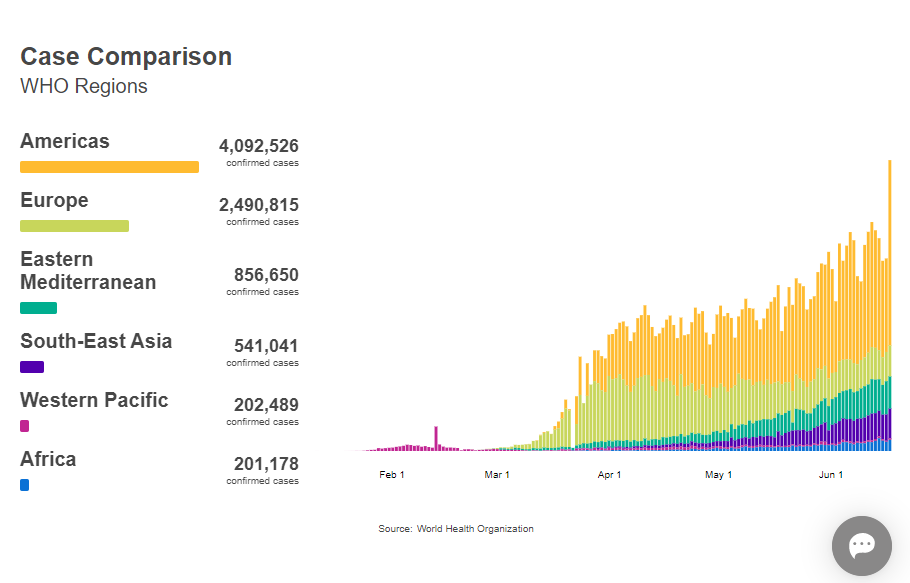 Case Comparison
WHO Regions
Americas
4,092,526
confirmed cases
Europe
2,490,815
confirmed cases
Eastern
Mediterranean
856,650
confirmed cases
South-East Asia
541,041
confirmed cases
Western Pacific
202,489
confirmed cases
Africa
201,178
confirmed cases
Feb 1 Mar 1 Apr 1 May 1 Jun 1
Source: World Health Organization